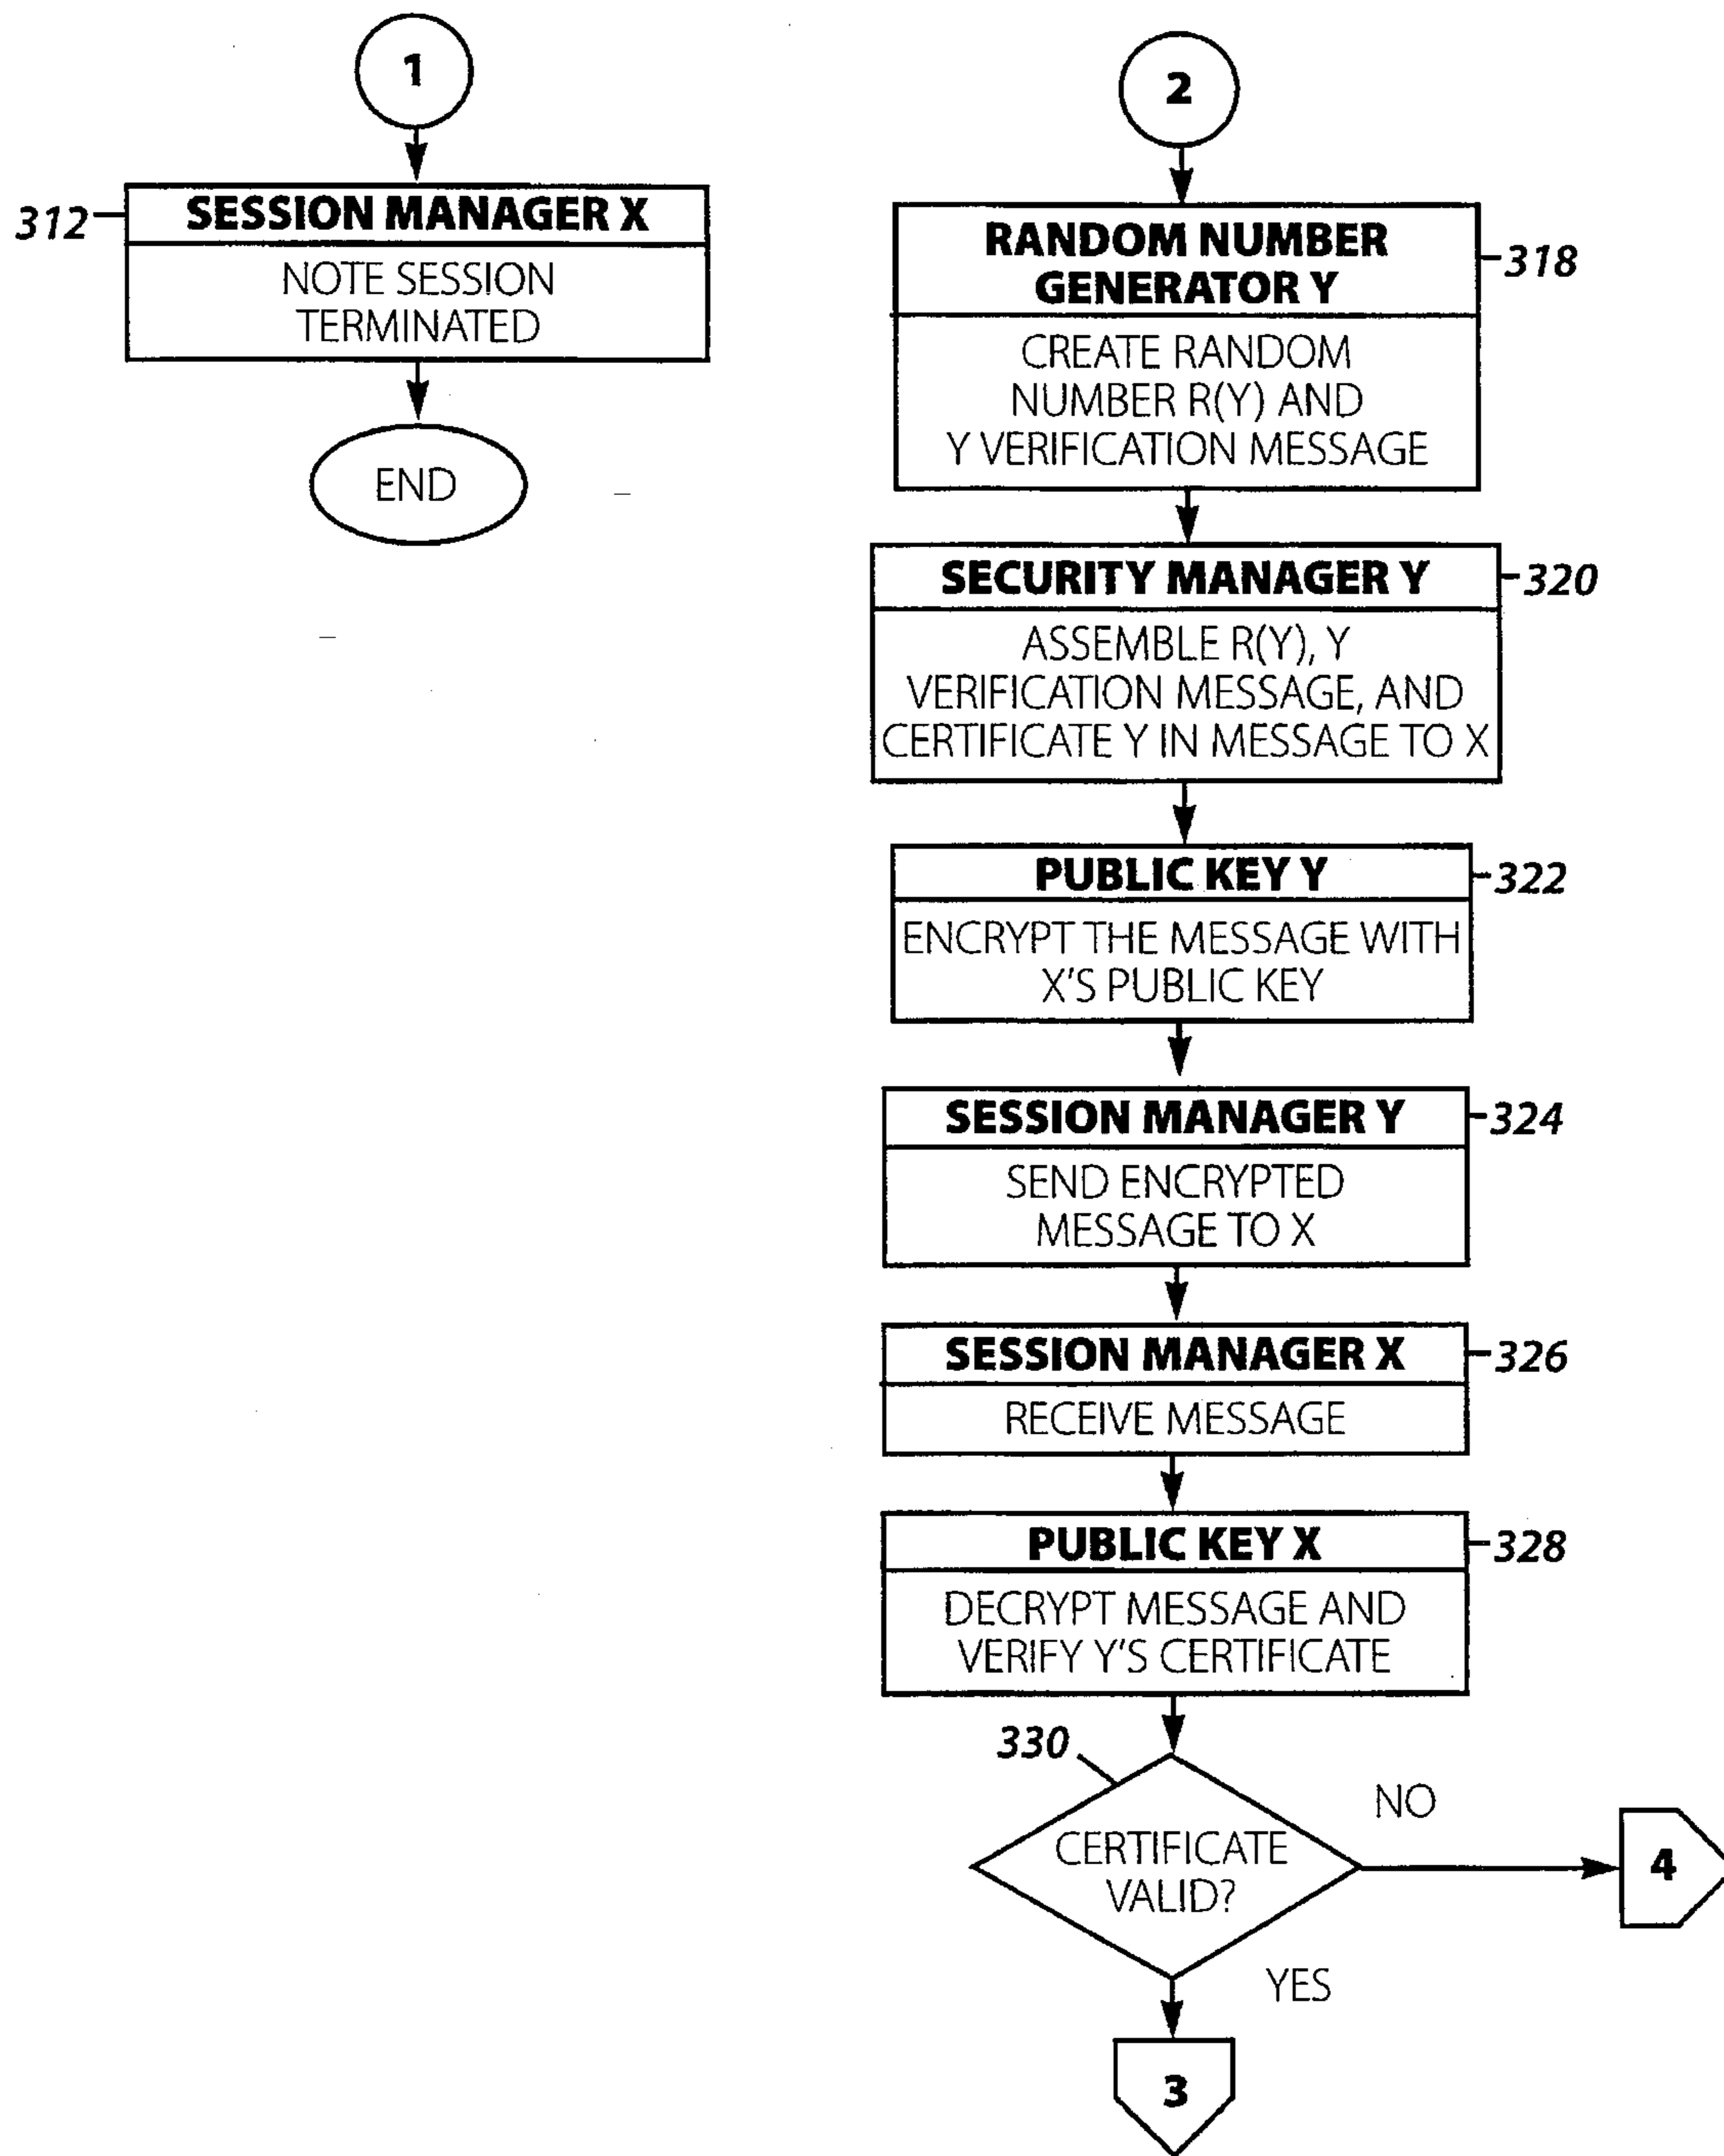 1
312
SESSION MANAGER X
NOTE SESSION
TERMINATED
END
2
RANDOM NUMBER
GENERATOR Y
318
CREATE RANDOM
NUMBER R(Y) AND
Y VERIFICATION MESSAGE
SECURITY MANAGER Y
320
ASSEMBLE R(Y), Y
VERIFICATION MESSAGE, AND
CERTIFICATE Y IN MESSAGE TO X
PUBLIC KEY Y
322
ENCRYPT THE MESSAGE WITH
X'S PUBLIC KEY
SESSION MANAGER Y
324
SEND ENCRYPTED
MESSAGE TO X
SESSION MANAGER X
326
RECEIVE MESSAGE
PUBLIC KEY X
328
DECRYPT MESSAGE AND
VERIFY Y'S CERTIFICATE
330
CERTIFICATE
VALID?
NO
4
YES
3